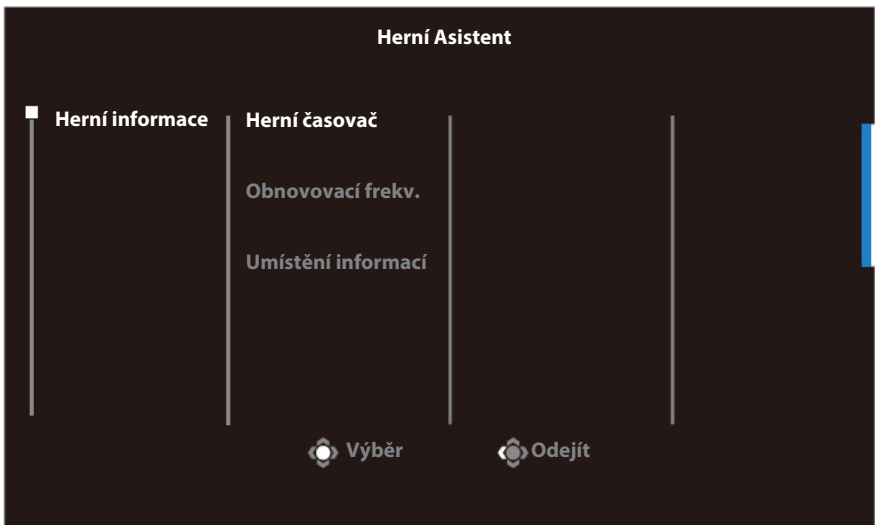 Herní Asistent
Herní informace
Herní časovač
Obnovovací frekv.
Umístění informací
Výběr
Odejít